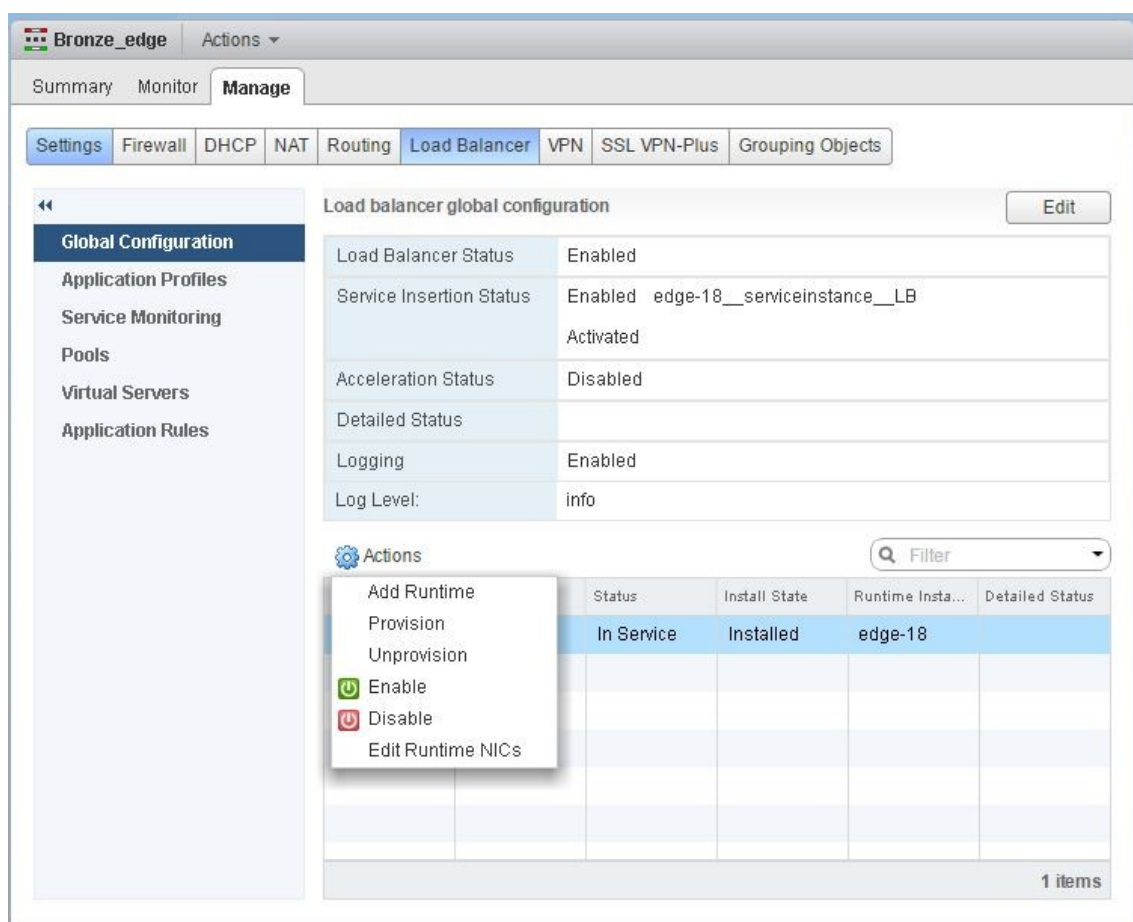 Bronze_edge Actions
Summary Monitor Manage
Settings Firewall DHCP NAT Routing Load Balancer VPN SSL VPN-Plus Grouping Objects
Global Configuration
Application Profiles
Service Monitoring
Pools
Virtual Servers
Application Rules
Load balancer global configuration Edit
Load Balancer Status Enabled
Service Insertion Status Enabled edge-18__serviceinstance__LB
Activated
Acceleration Status Disabled
Detailed Status
Logging Enabled
Log Level: info
Actions Filter
Add Runtime
Provision
Unprovision
Enable
Disable
Edit Runtime NICs
Status Install State Runtime Insta... Detailed Status
In Service Installed edge-18
1 items